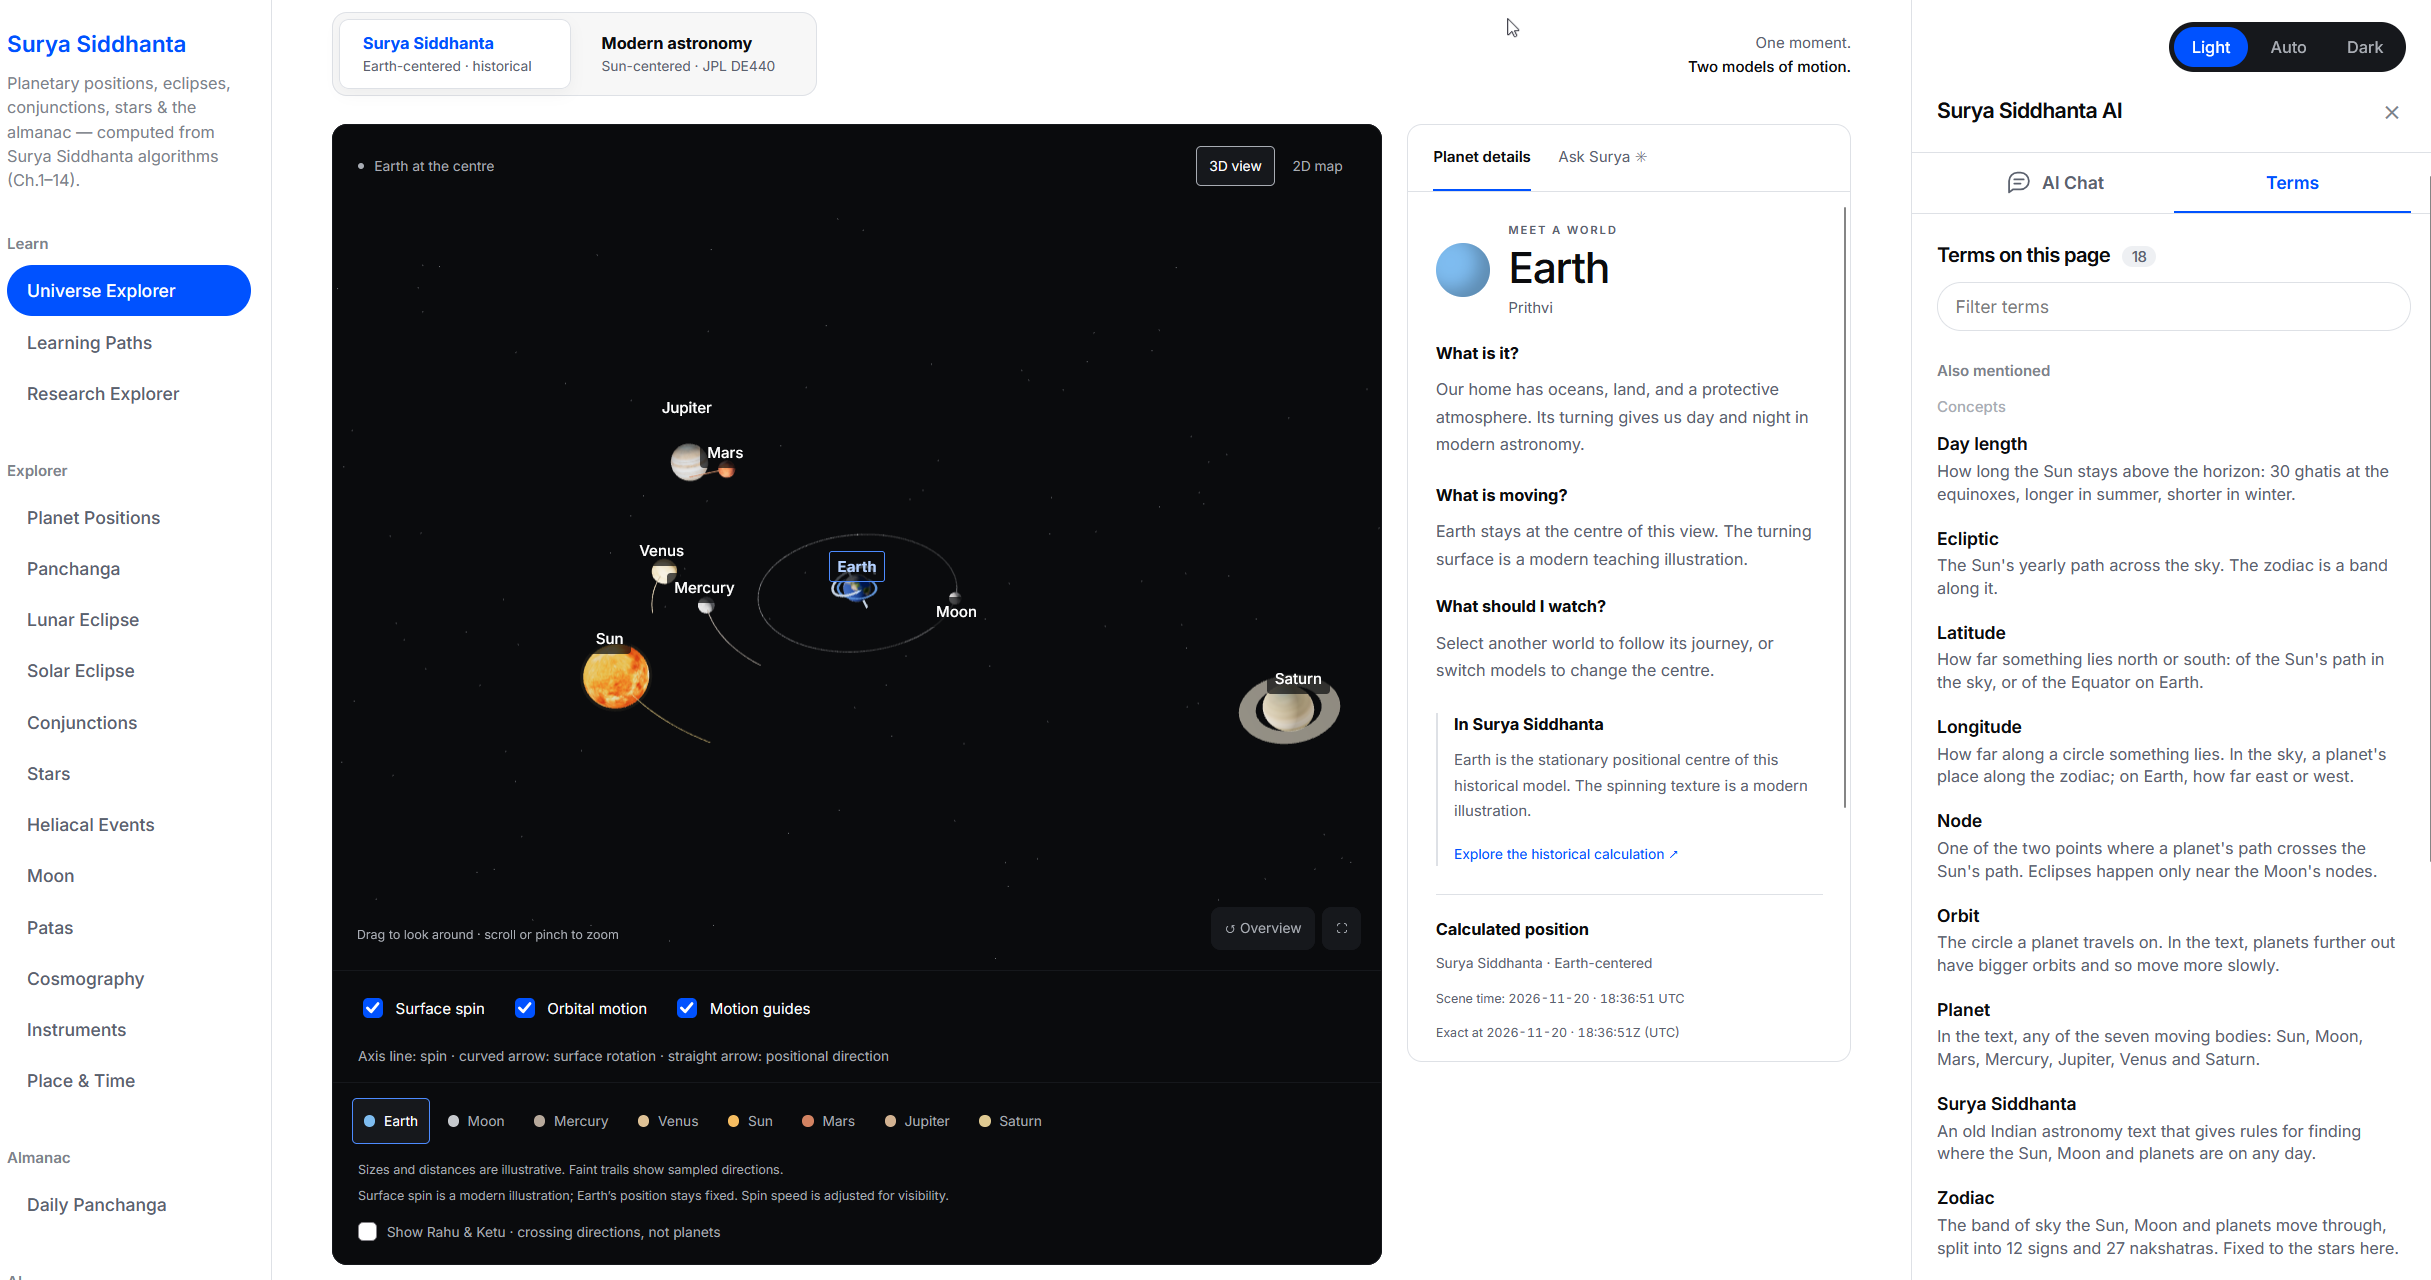 Surya Siddhanta
Planetary positions, eclipses,
conjunctions, stars & the
almanac — computed from
Surya Siddhanta algorithms
(Ch.1–14).
Learn
Universe Explorer
Learning Paths
Research Explorer
Explorer
Planet Positions
Panchanga
Lunar Eclipse
Solar Eclipse
Conjunctions
Stars
Heliacal Events
Moon
Patas
Cosmography
Instruments
Place & Time
Almanac
Daily Panchanga
Surya Siddhanta
Earth-centered · historical
Modern astronomy
Sun-centered · JPL DE440
One moment.
Two models of motion.
Earth at the centre
3D view
2D map
Jupiter
Mars
Venus
Mercury
Earth
Moon
Sun
Saturn
Drag to look around · scroll or pinch to zoom
↺ Overview
Surface spin
Orbital motion
Motion guides
Axis line: spin · curved arrow: surface rotation · straight arrow: positional direction
Earth
Moon
Mercury
Venus
Sun
Mars
Jupiter
Saturn
Sizes and distances are illustrative. Faint trails show sampled directions.
Surface spin is a modern illustration; Earth’s position stays fixed. Spin speed is adjusted for visibility.
Show Rahu & Ketu · crossing directions, not planets
Planet details
Ask Surya ✳
MEET A WORLD
Earth
Prithvi
What is it?
Our home has oceans, land, and a protective
atmosphere. Its turning gives us day and night in
modern astronomy.
What is moving?
Earth stays at the centre of this view. The turning
surface is a modern teaching illustration.
What should I watch?
Select another world to follow its journey, or
switch models to change the centre.
In Surya Siddhanta
Earth is the stationary positional centre of this
historical model. The spinning texture is a modern
illustration.
Explore the historical calculation ↗
Calculated position
Surya Siddhanta · Earth-centered
Scene time: 2026-11-20 · 18:36:51 UTC
Exact at 2026-11-20 · 18:36:51Z (UTC)
Light
Auto
Dark
Surya Siddhanta AI
AI Chat
Terms
Terms on this page 18
Filter terms
Also mentioned
Concepts
Day length
How long the Sun stays above the horizon: 30 ghatis at the
equinoxes, longer in summer, shorter in winter.
Ecliptic
The Sun's yearly path across the sky. The zodiac is a band
along it.
Latitude
How far something lies north or south: of the Sun's path in
the sky, or of the Equator on Earth.
Longitude
How far along a circle something lies. In the sky, a planet's
place along the zodiac; on Earth, how far east or west.
Node
One of the two points where a planet's path crosses the
Sun's path. Eclipses happen only near the Moon's nodes.
Orbit
The circle a planet travels on. In the text, planets further out
have bigger orbits and so move more slowly.
Planet
In the text, any of the seven moving bodies: Sun, Moon,
Mars, Mercury, Jupiter, Venus and Saturn.
Surya Siddhanta
An old Indian astronomy text that gives rules for finding
where the Sun, Moon and planets are on any day.
Zodiac
The band of sky the Sun, Moon and planets move through,
split into 12 signs and 27 nakshatras. Fixed to the stars here.